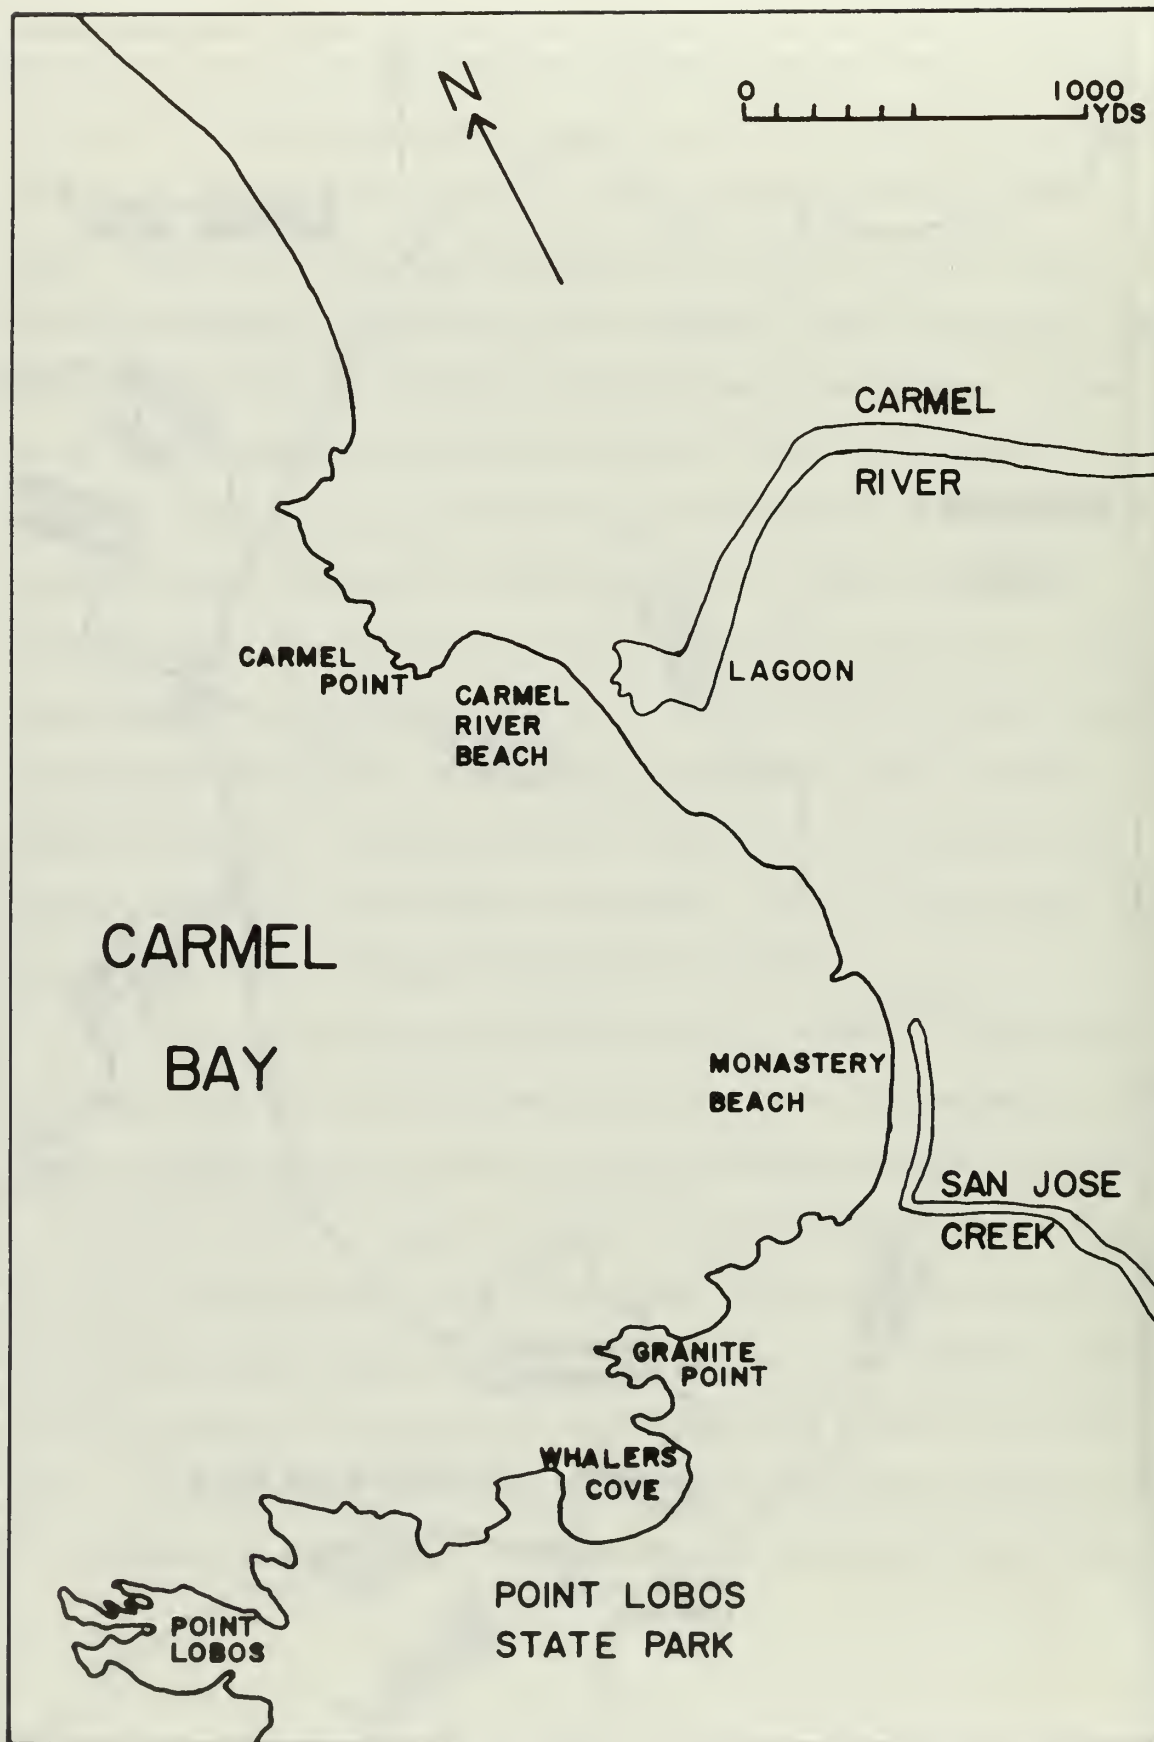 N
0 1000
YDS
CARMEL
RIVER
LAGOON
CARMEL
POINT
CARMEL
RIVER
BEACH
CARMEL
BAY
MONASTERY
BEACH
SAN JOSE
CREEK
GRANITE
POINT
WHALERS
COVE
POINT LOBOS
STATE PARK
POINT
LOBOS